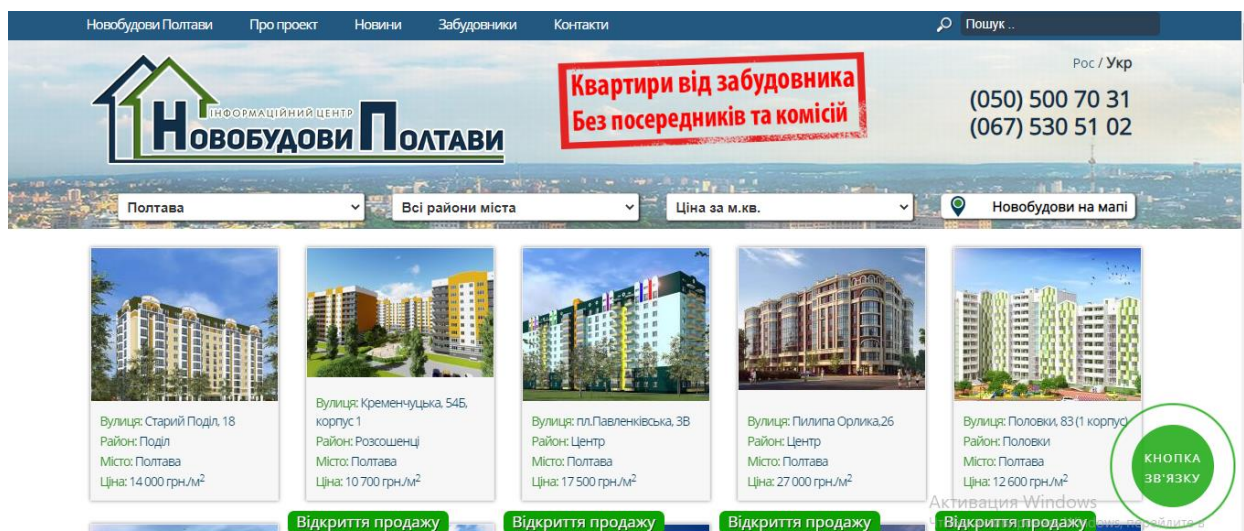 Новобудови Полтави Про проект Новини Забудовники Контакти Пошук ..
Рос / Укр
Квартири від забудовника
Без посередників та комісій
(050) 500 70 31
(067) 530 51 02
ІНФОРМАЦІЙНИЙ ЦЕНТР
НОВОБУДОВИ ПОЛТАВИ
Полтава Всі райони міста Ціна за м.кв. Новобудови на мапі
Вулиця: Старий Поділ, 18
Район: Поділ
Місто: Полтава
Ціна: 14 000 грн./м²
Вулиця: Кременчуцька, 54Б,
корпус 1
Район: Розсошенці
Місто: Полтава
Ціна: 10 700 грн./м²
Вулиця: пл.Павленківська, 3В
Район: Центр
Місто: Полтава
Ціна: 17 500 грн./м²
Вулиця: Пилипа Орлика,26
Район: Центр
Місто: Полтава
Ціна: 27 000 грн./м²
Вулиця: Половки, 83 (1 корпус)
Район: Половки
Місто: Полтава
Ціна: 12 600 грн./м²
КНОПКА
ЗВ'ЯЗКУ
Активация Windows
Відкриття продажу Відкриття продажу Відкриття продажу Відкриття продажу